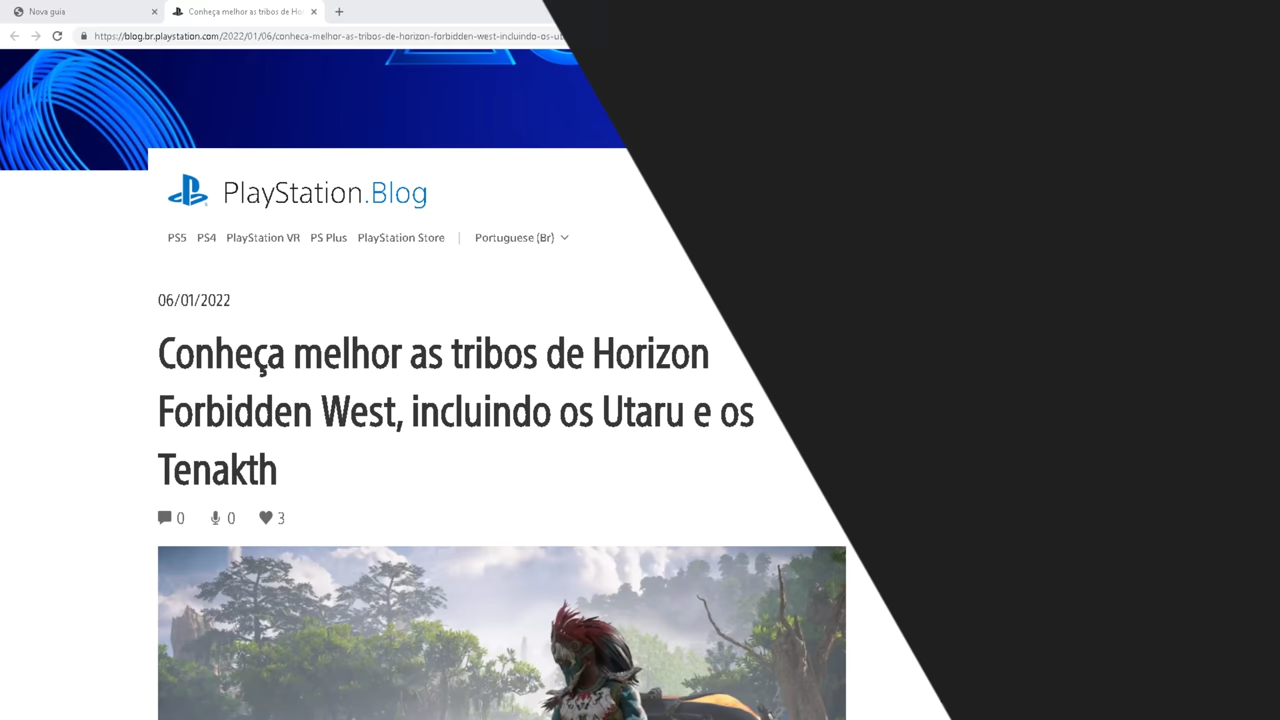 Nova guia
Conheça melhor as tribos de Ho
https://blog.br.playstation.com/2022/01/06/conheca-melhor-as-tribos-de-horizon-forbidden-west-incluindo-os-ut
PlayStation.Blog
PS5 PS4 PlayStation VR PS Plus PlayStation Store Portuguese (Br)
06/01/2022
Conheça melhor as tribos de Horizon
Forbidden West, incluindo os Utaru e os
Tenakth
0 0 3